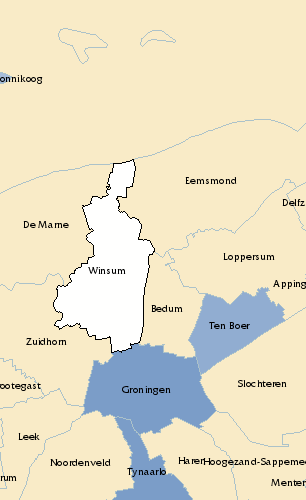 onnikoog
Eemsmond
Delfz
De Marne
Loppersum
Winsum
Apping
Bedum
Ten Boer
Zuidhorn
Groningen
Slochteren
ootegast
Leek
Noordenveld
Haren
Hoogezand-Sappemee
Tynaarlo
rum
Menter